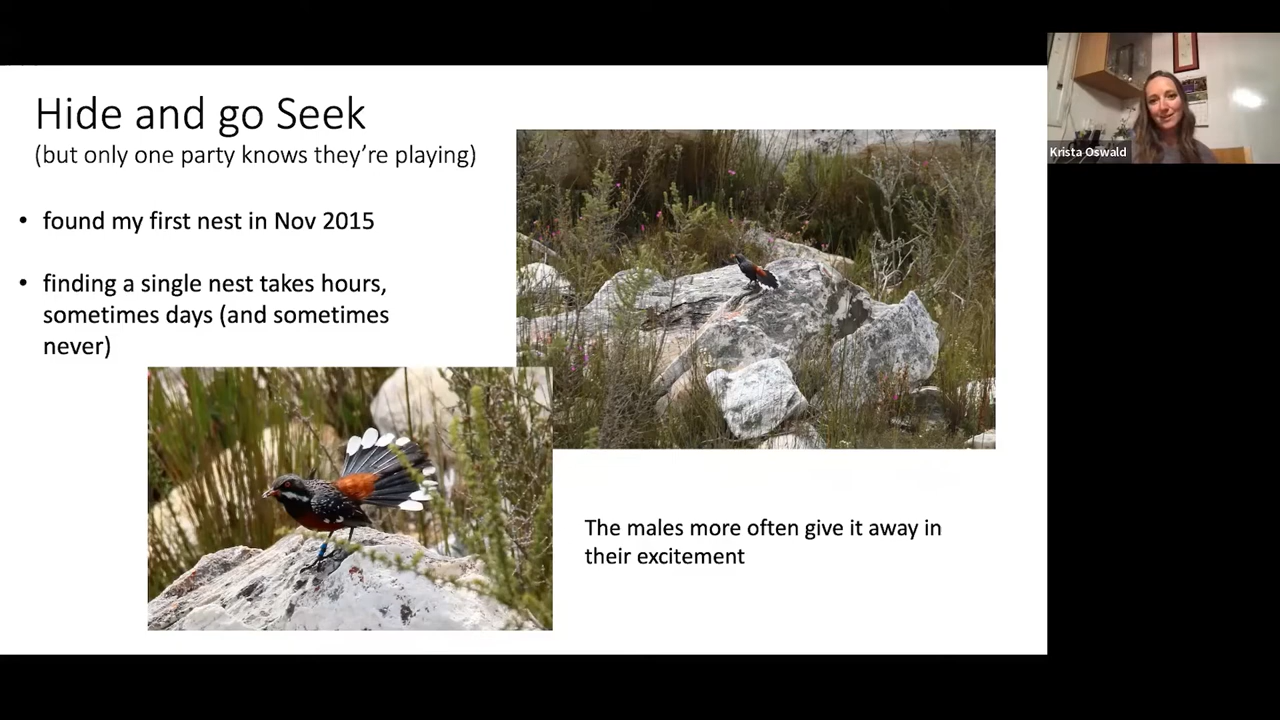 Hide and go Seek
(but only one party knows they're playing)
• found my first nest in Nov 2015
• finding a single nest takes hours,
sometimes days (and sometimes
never)
The males more often give it away in
their excitement
Krista Oswald